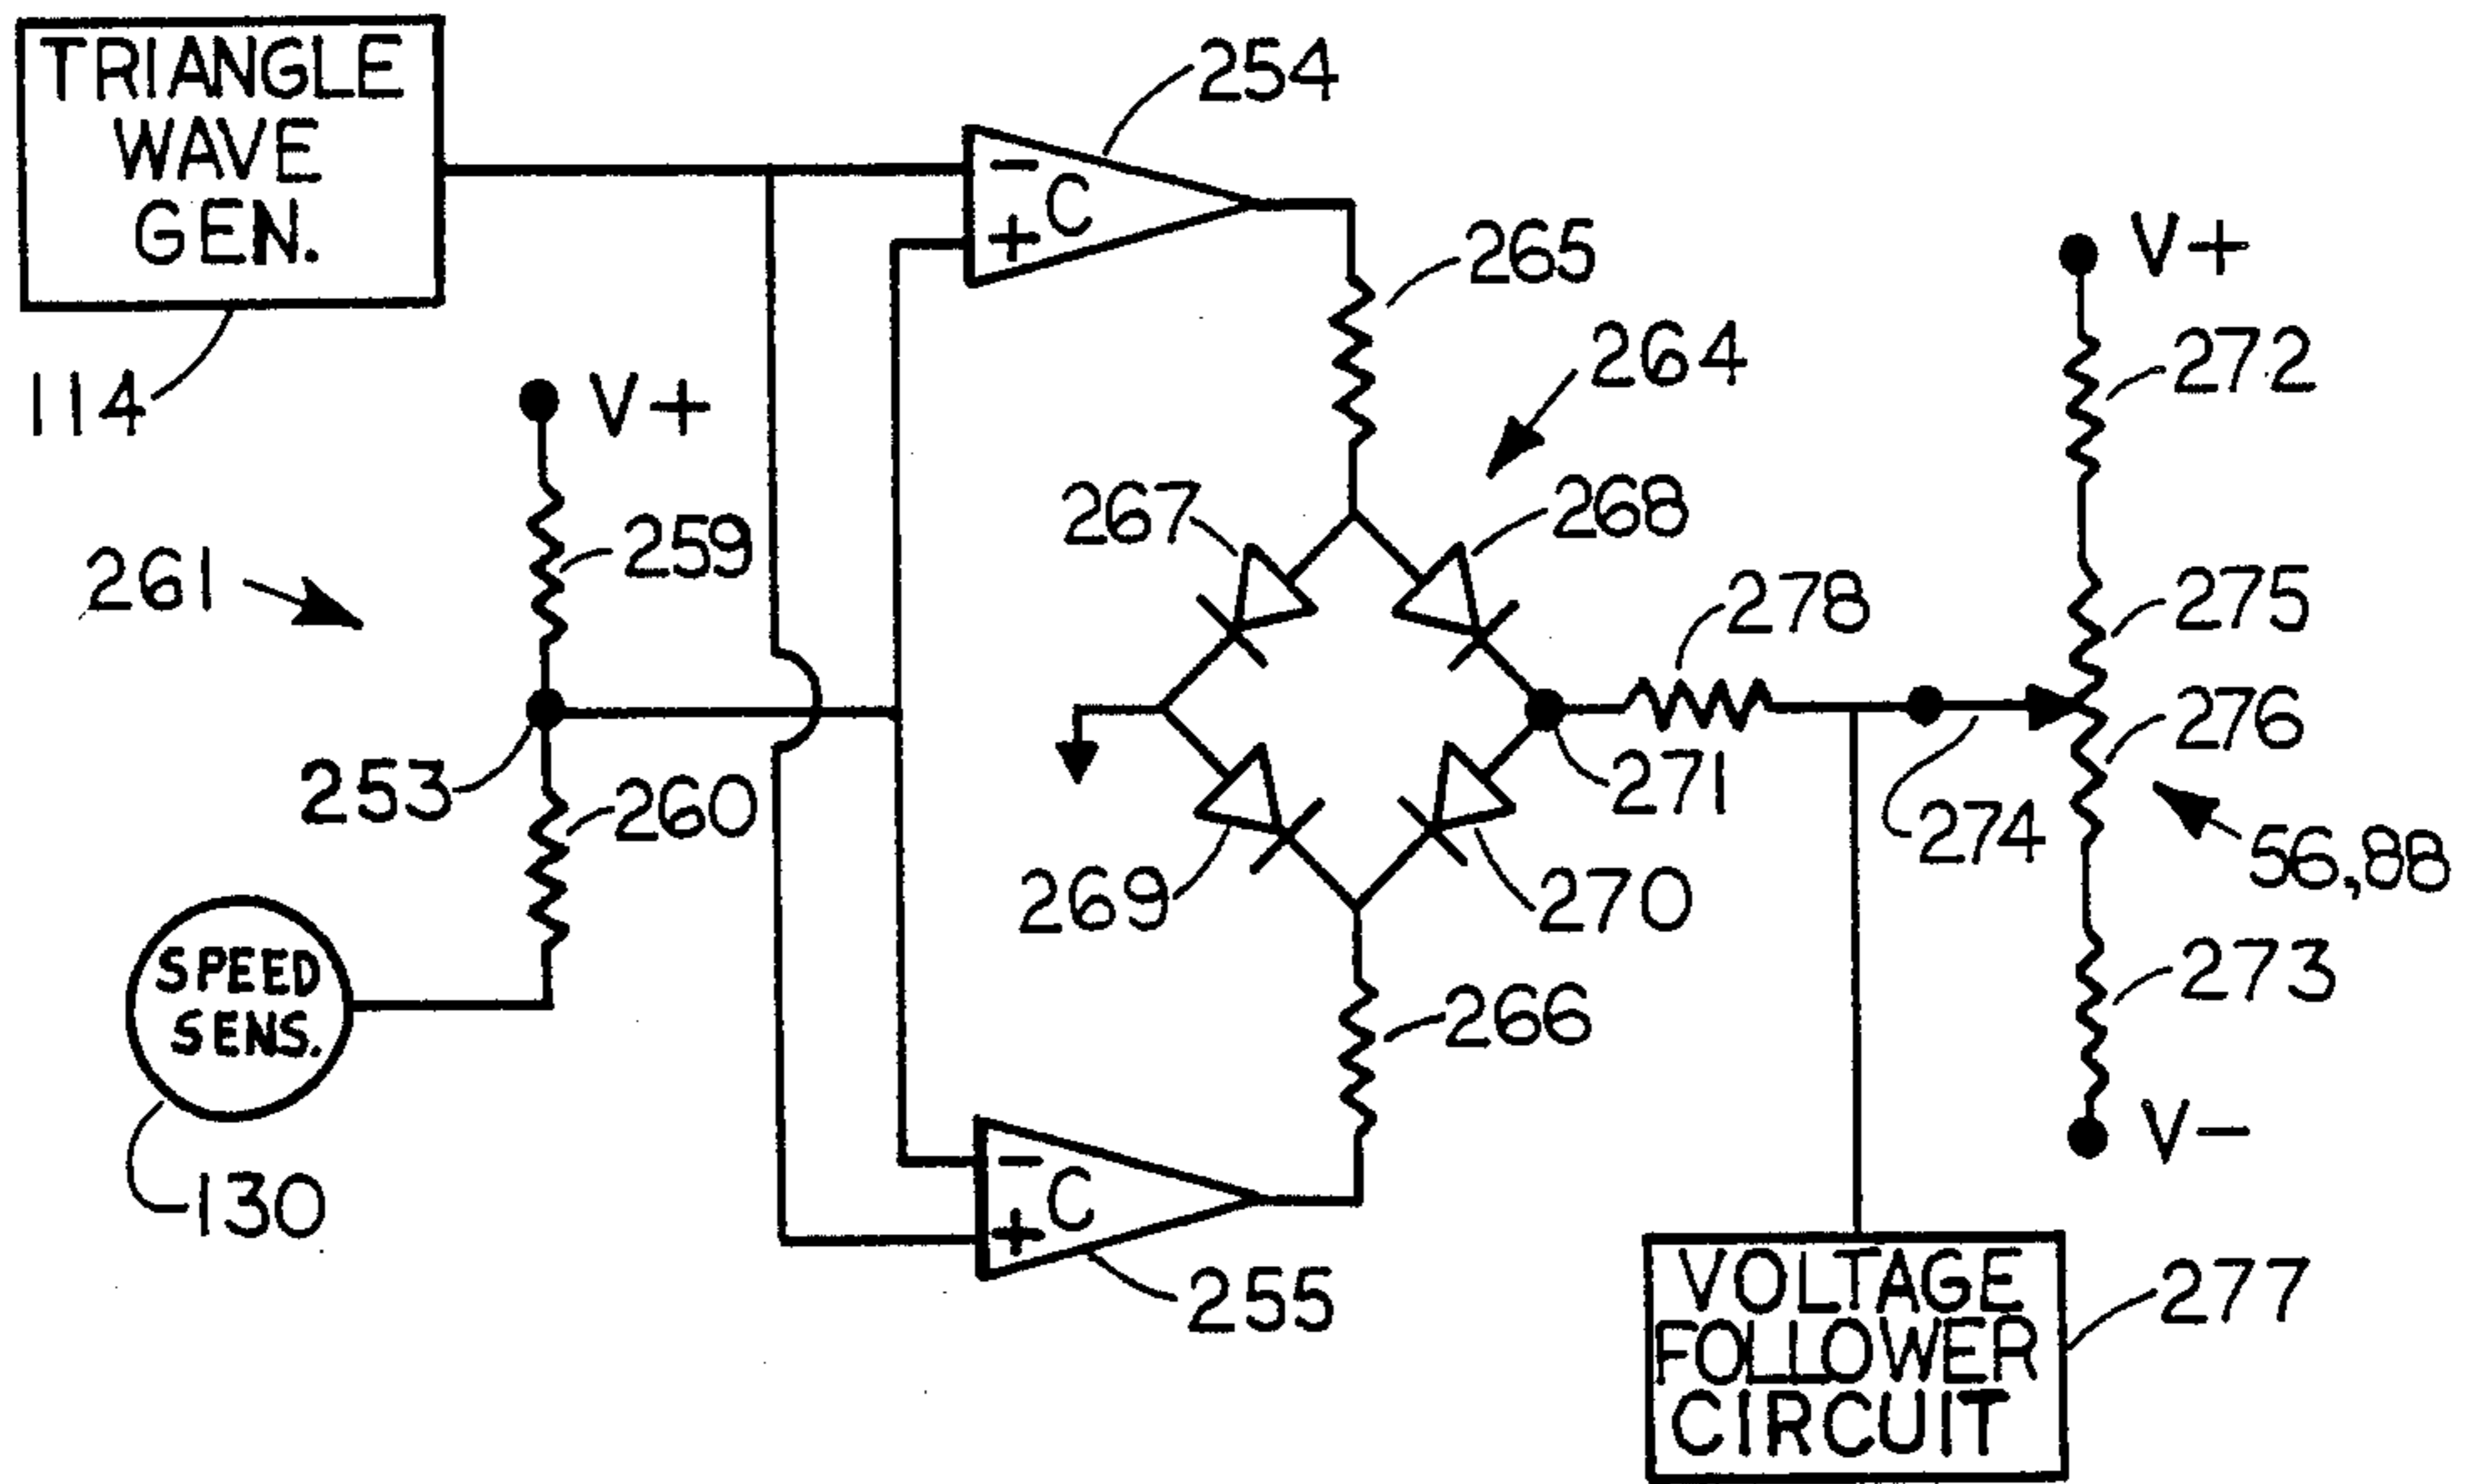 TRIANGLE
WAVE
GEN.
114
254
− C
+
265
V+
272
264
V+
259
261
267
268
278
275
276
253
260
271
274
56,88
269
270
273
SPEED
SENS.
130
266
V−
− C
+
255
VOLTAGE
FOLLOWER
CIRCUIT
277